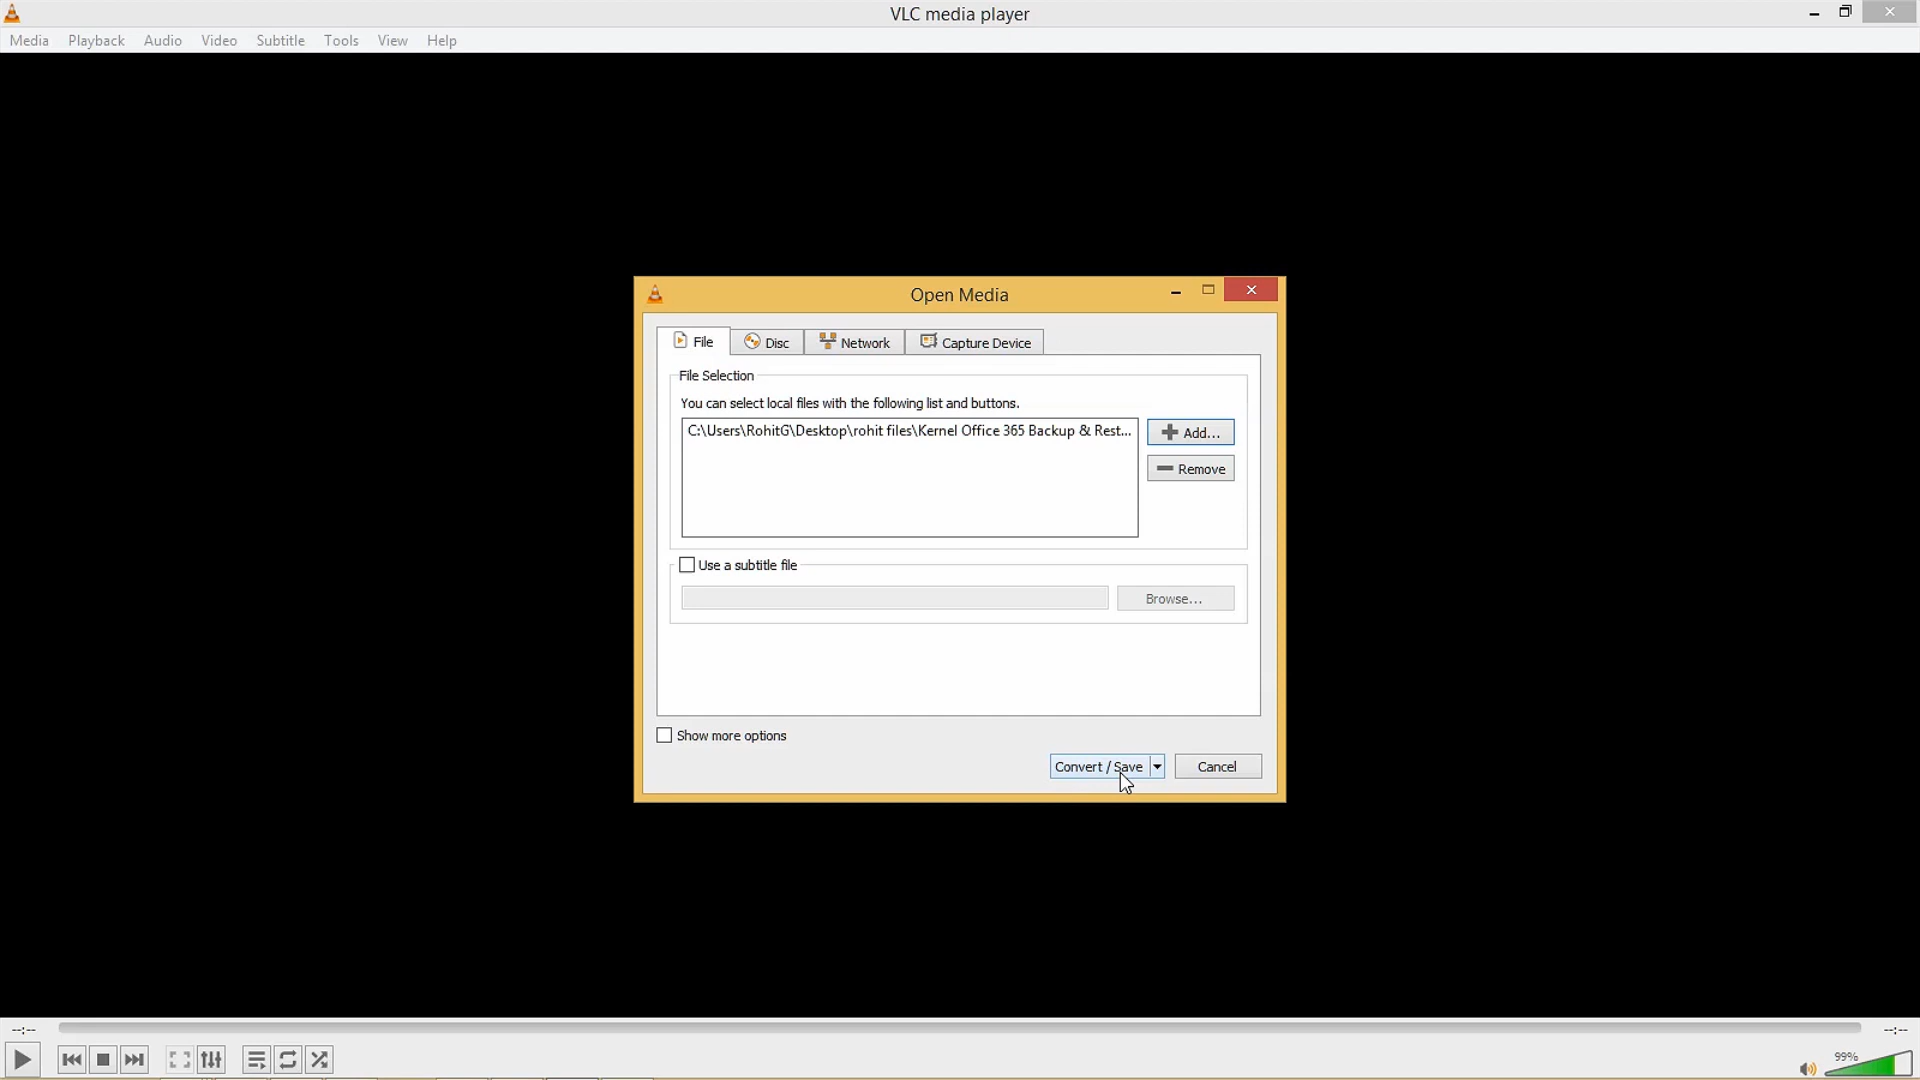 VLC media player
Media Playback Audio Video Subtitle Tools View Help
Open Media
File Disc Network Capture Device
File Selection
You can select local files with the following list and buttons.
C:\Users\RohitG\Desktop\rohit files\Kernel Office 365 Backup & Rest...
Add...
Remove
Use a subtitle file
Browse...
Show more options
Convert / Save Cancel
--:-- --:--
99%